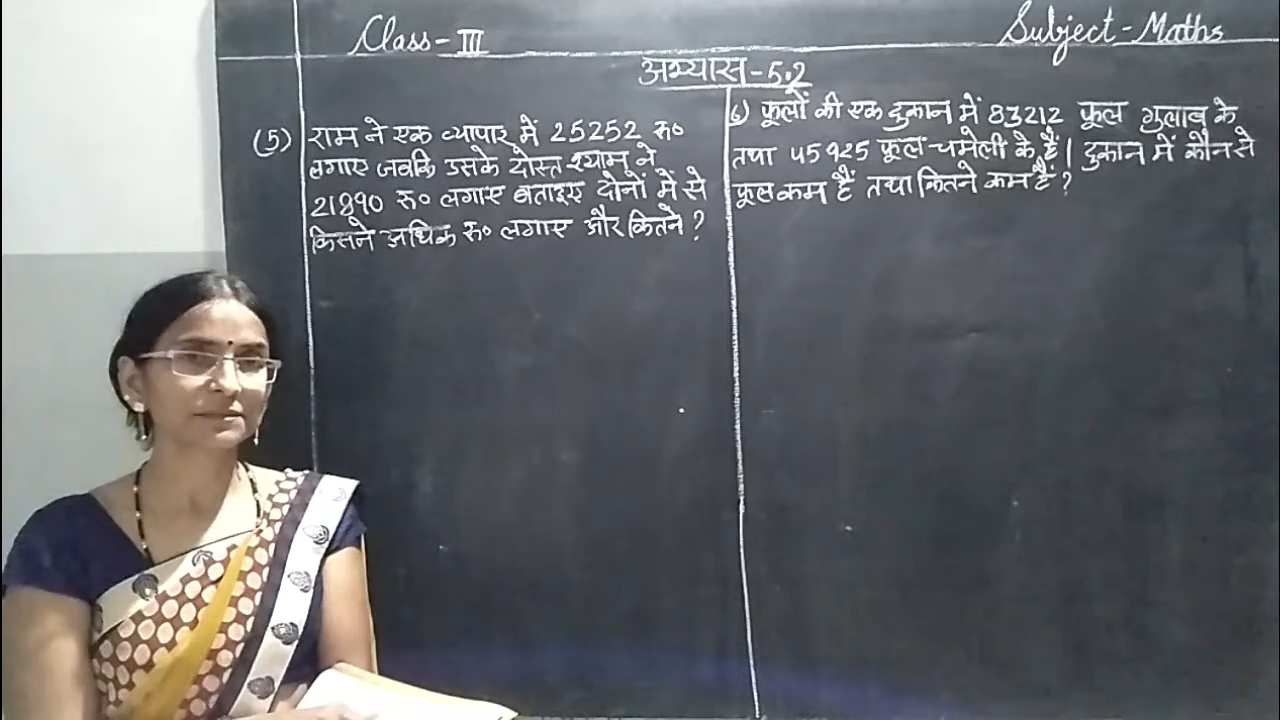 Class-III
Subject-Maths
अभ्यास-5.2
(5) राम ने एक व्यापार में 25252 रु०
लगाए जबकि उसके दोस्त श्याम ने
21890 रु० लगाए बताइए दोनों में से
किसने अधिक रु० लगाए और कितने?
6) फूलों की एक दुकान में 83212 फूल गुलाब के
तथा 45925 फूल चमेली के हैं। दुकान में कौन से
फूल कम हैं तथा कितने कम हैं?